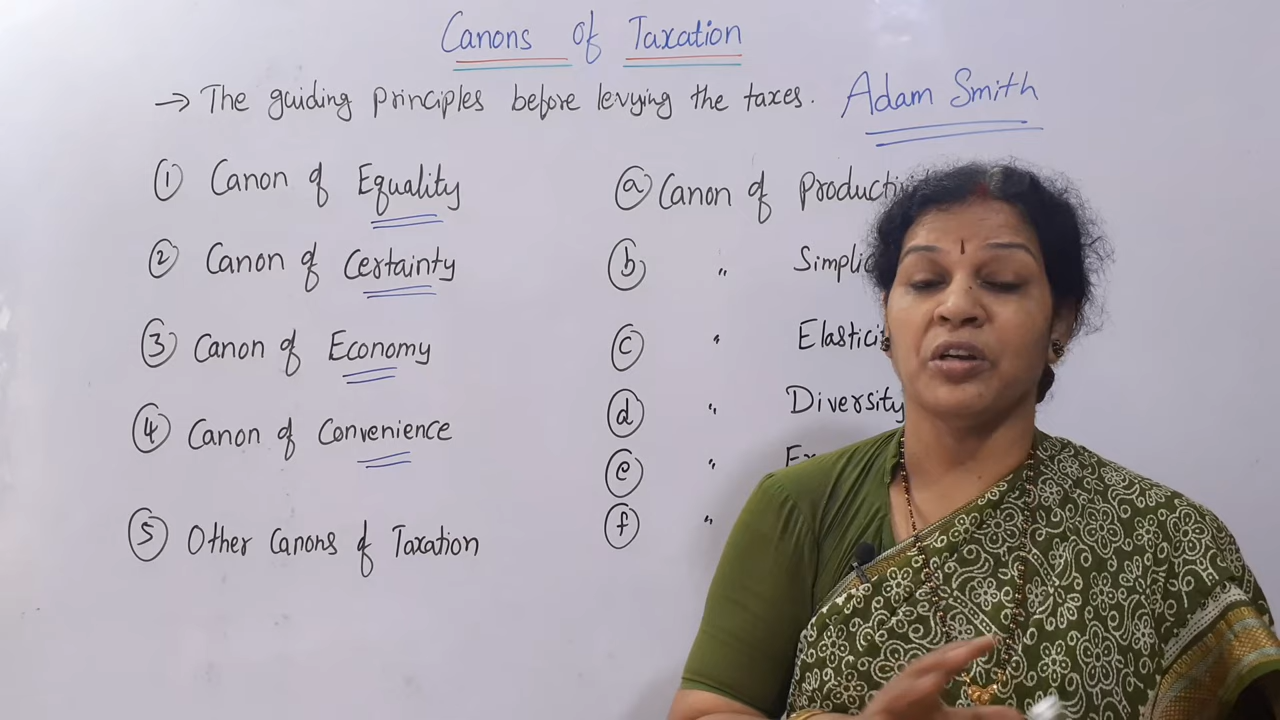 Canons of Taxation
→ The guiding principles before levying the taxes. Adam Smith
① Canon of Equality
② Canon of Certainty
③ Canon of Economy
④ Canon of Convenience
⑤ Other Canons of Taxation
ⓐ Canon of
ⓑ "
ⓒ "
ⓓ " Diversity
ⓔ "
ⓕ "